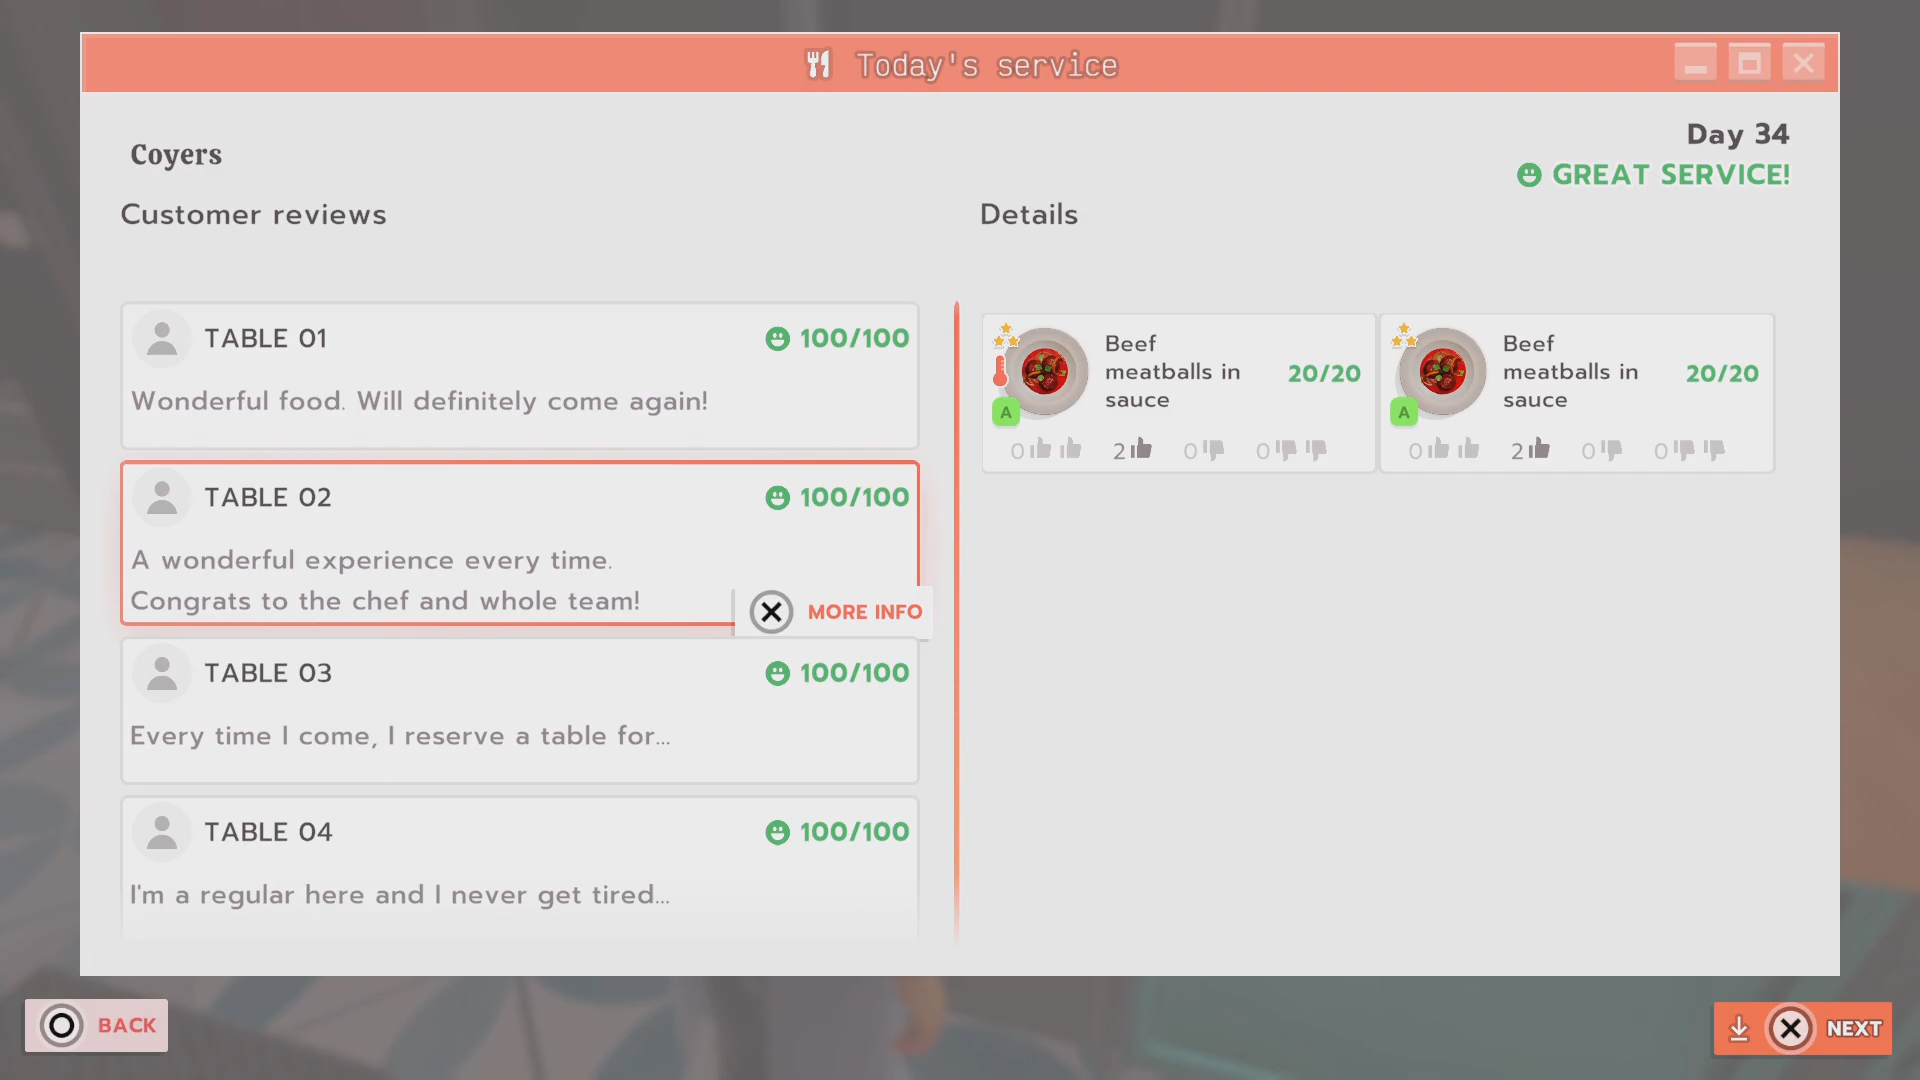 Today's service
Day 34
Coyers
GREAT SERVICE!
Customer reviews
TABLE 01
100/100
Wonderful food. Will definitely come again!
TABLE 02
100/100
A wonderful experience every time.
Congrats to the chef and whole team!
MORE INFO
TABLE 03
100/100
Every time I come, I reserve a table for...
TABLE 04
100/100
I'm a regular here and I never get tired...
Details
Beef
meatballs in
sauce
20/20
A
0 2 0 0
Beef
meatballs in
sauce
20/20
A
0 2 0 0
BACK
NEXT